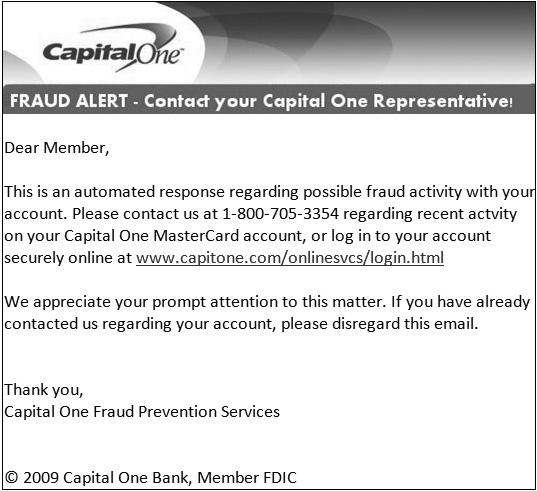 CapitalOne
FRAUD ALERT - Contact your Capital One Representative!
Dear Member,
This is an automated response regarding possible fraud activity with your
account. Please contact us at 1-800-705-3354 regarding recent actvity
on your Capital One MasterCard account, or log in to your account
securely online at www.capitone.com/onlinesvcs/login.html
We appreciate your prompt attention to this matter. If you have already
contacted us regarding your account, please disregard this email.
Thank you,
Capital One Fraud Prevention Services
© 2009 Capital One Bank, Member FDIC